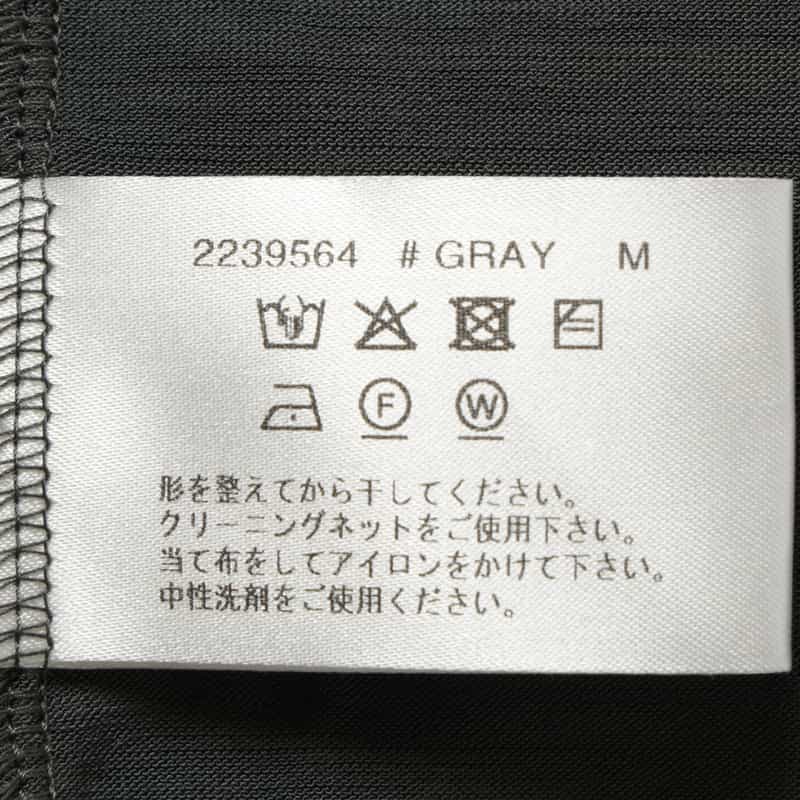 2239564 # GRAY M
F W
形を整えてから干してください。
クリーニングネットをご使用下さい。
当て布をしてアイロンをかけて下さい。
中性洗剤をご使用ください。